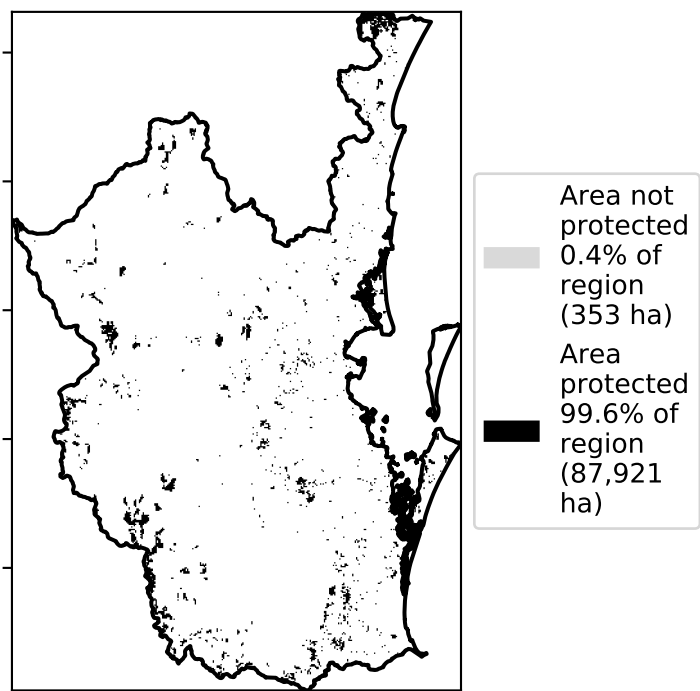 Area not
protected
0.4% of
region
(353 ha)
Area
protected
99.6% of
region
(87,921
ha)